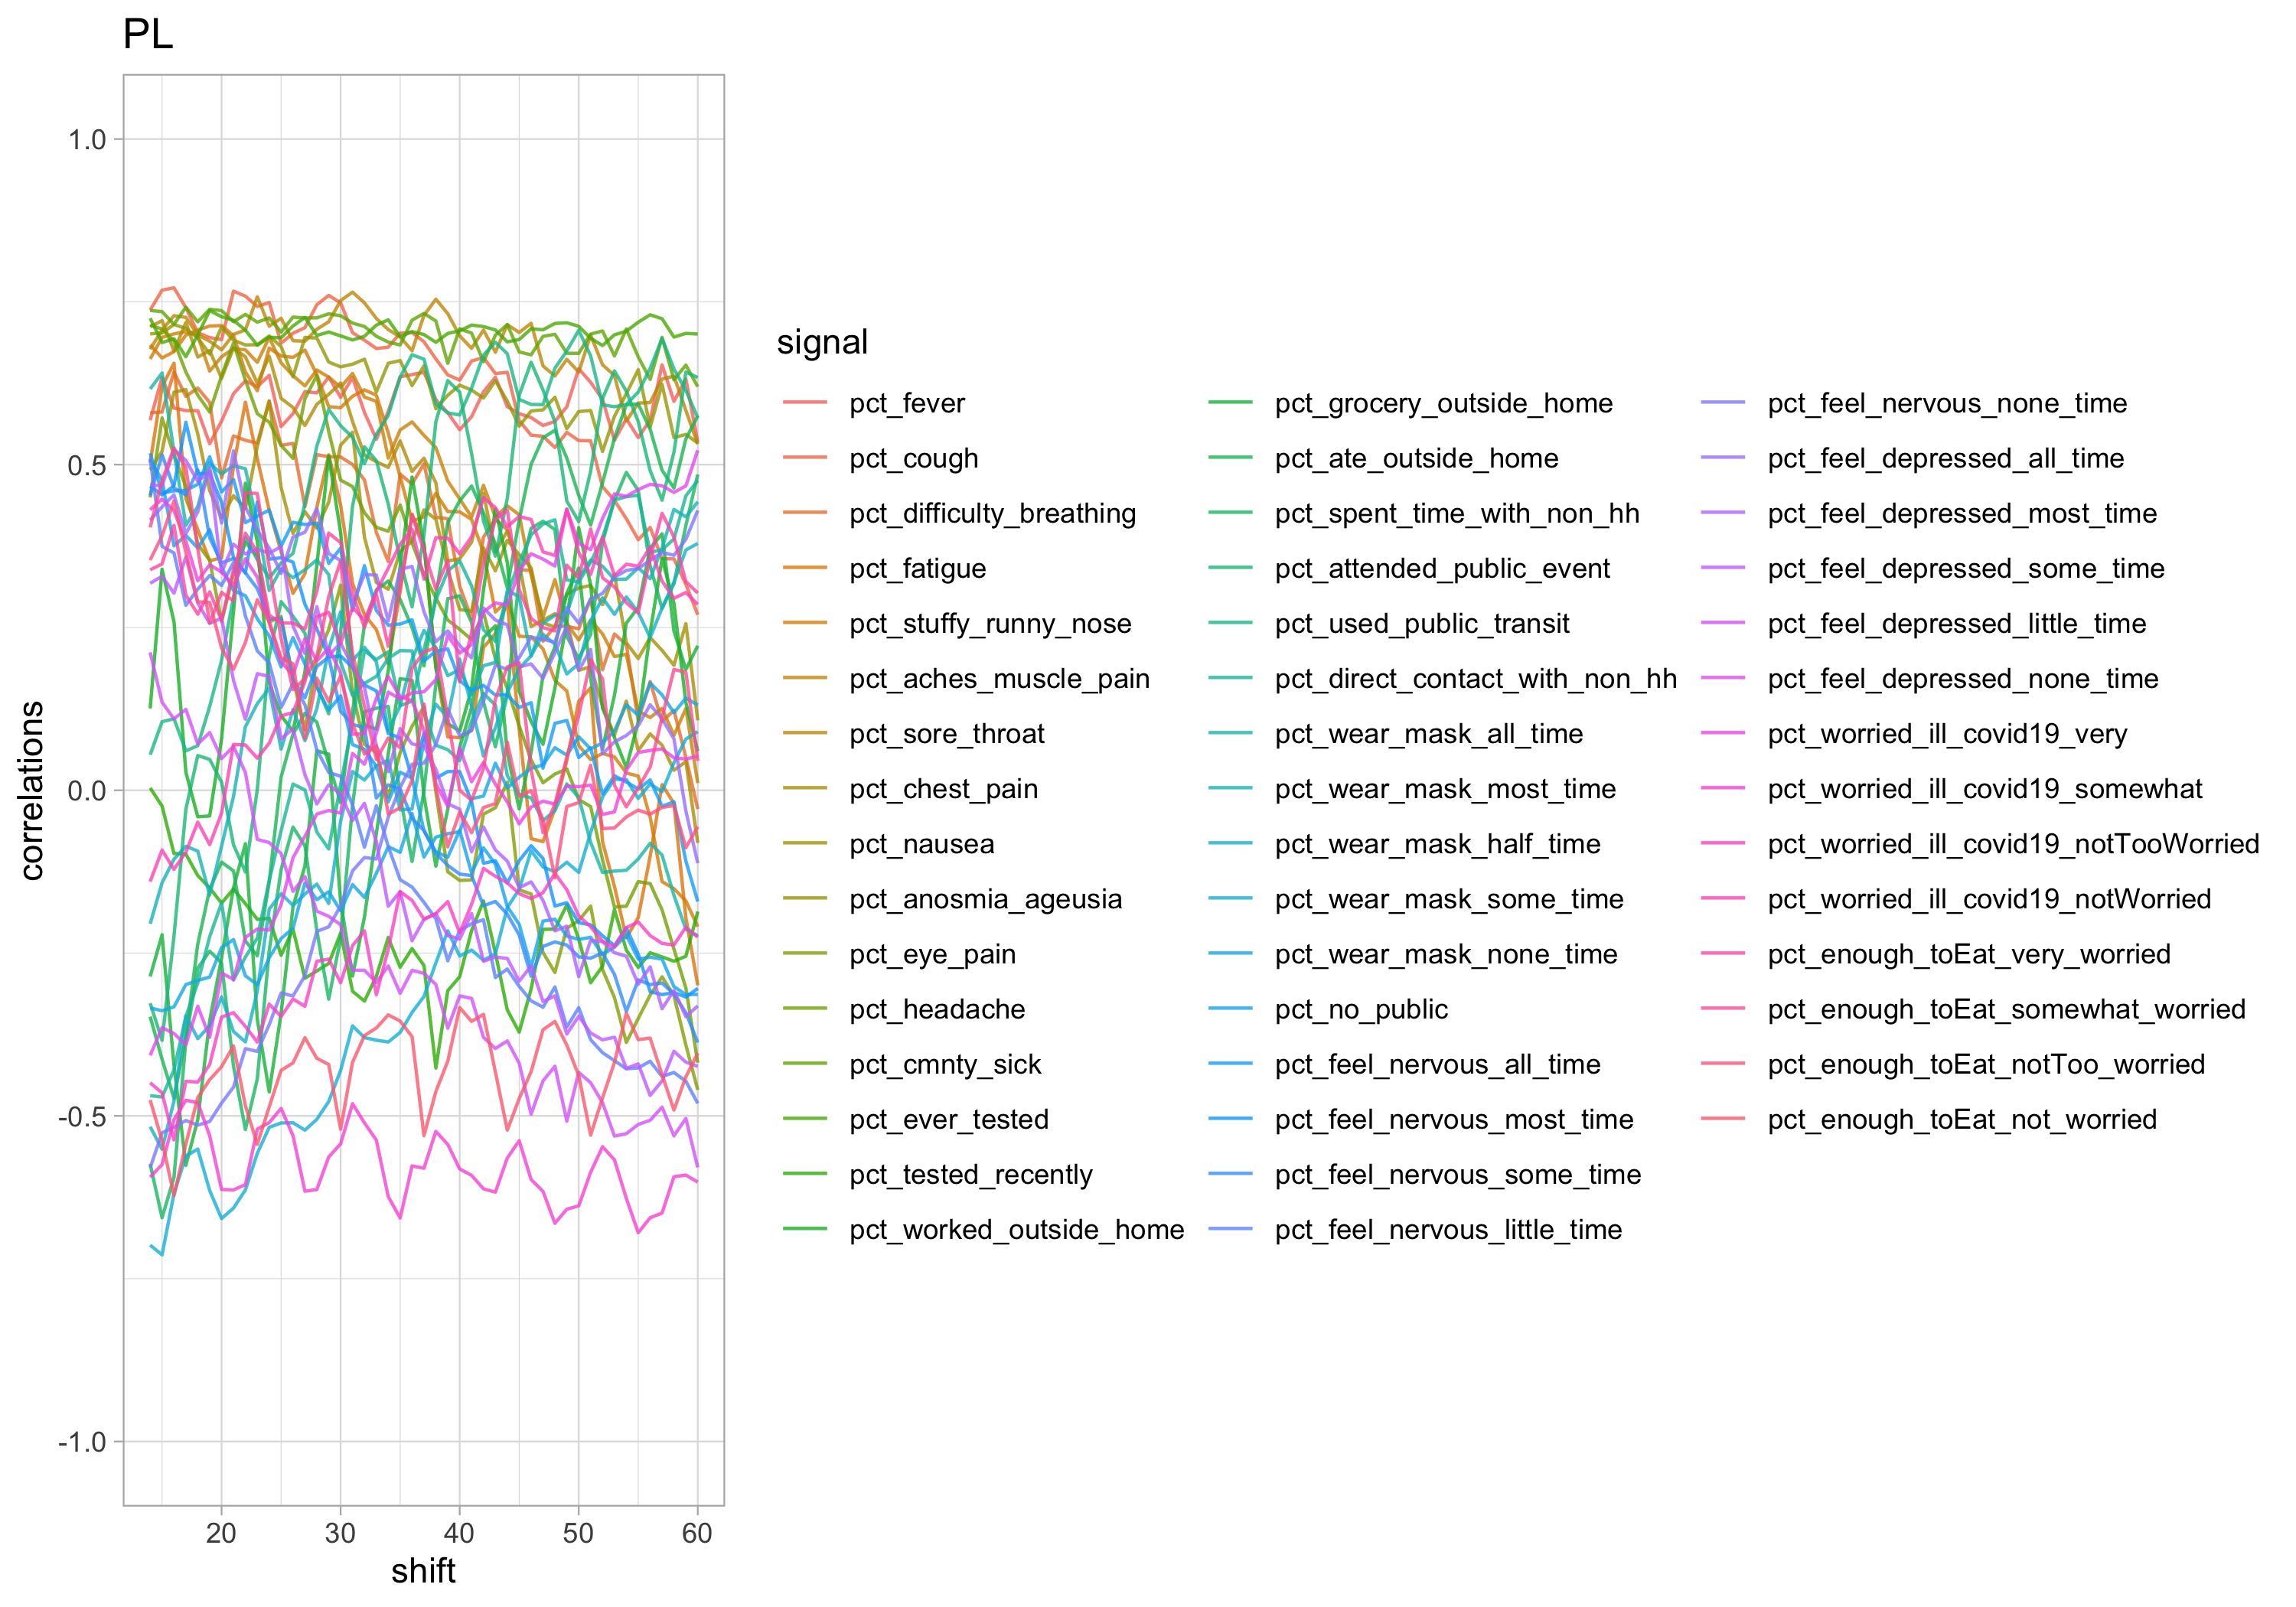 PL
1.0
0.5
0.0
-0.5
-1.0
correlations
20 30 40 50 60
shift
signal
pct_fever
pct_cough
pct_difficulty_breathing
pct_fatigue
pct_stuffy_runny_nose
pct_aches_muscle_pain
pct_sore_throat
pct_chest_pain
pct_nausea
pct_anosmia_ageusia
pct_eye_pain
pct_headache
pct_cmnty_sick
pct_ever_tested
pct_tested_recently
pct_worked_outside_home
pct_grocery_outside_home
pct_ate_outside_home
pct_spent_time_with_non_hh
pct_attended_public_event
pct_used_public_transit
pct_direct_contact_with_non_hh
pct_wear_mask_all_time
pct_wear_mask_most_time
pct_wear_mask_half_time
pct_wear_mask_some_time
pct_wear_mask_none_time
pct_no_public
pct_feel_nervous_all_time
pct_feel_nervous_most_time
pct_feel_nervous_some_time
pct_feel_nervous_little_time
pct_feel_nervous_none_time
pct_feel_depressed_all_time
pct_feel_depressed_most_time
pct_feel_depressed_some_time
pct_feel_depressed_little_time
pct_feel_depressed_none_time
pct_worried_ill_covid19_very
pct_worried_ill_covid19_somewhat
pct_worried_ill_covid19_notTooWorried
pct_worried_ill_covid19_notWorried
pct_enough_toEat_very_worried
pct_enough_toEat_somewhat_worried
pct_enough_toEat_notToo_worried
pct_enough_toEat_not_worried